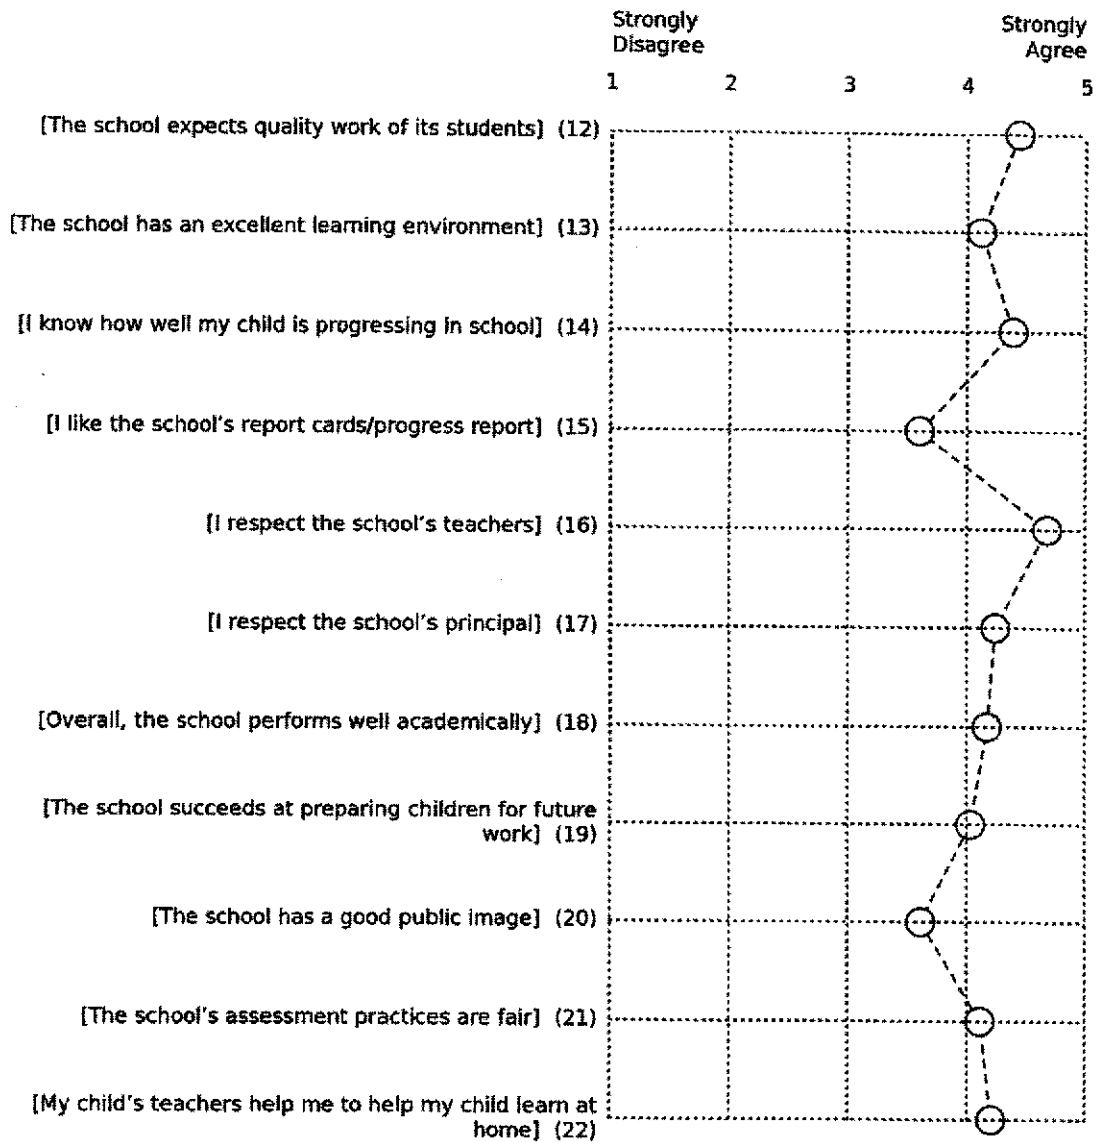 Strongly Disagree
Strongly Agree
1 2 3 4 5
[The school expects quality work of its students] (12)
[The school has an excellent learning environment] (13)
[I know how well my child is progressing in school] (14)
[I like the school's report cards/progress report] (15)
[I respect the school's teachers] (16)
[I respect the school's principal] (17)
[Overall, the school performs well academically] (18)
[The school succeeds at preparing children for future
work] (19)
[The school has a good public image] (20)
[The school's assessment practices are fair] (21)
[My child's teachers help me to help my child learn at
home] (22)